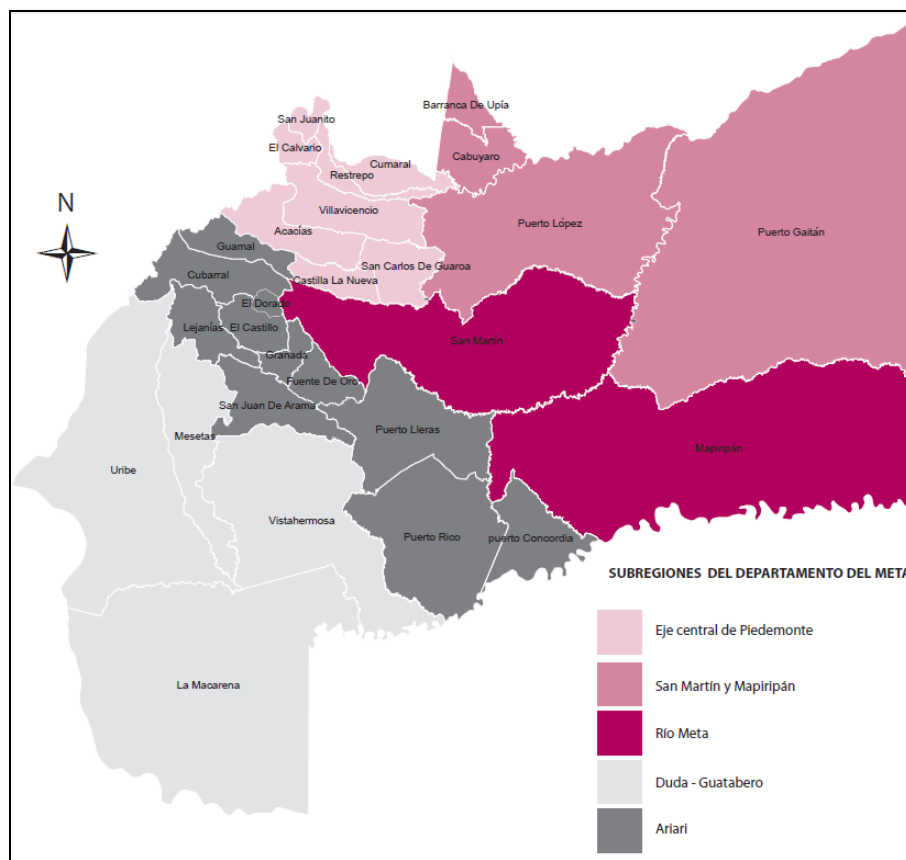 Barranca De Upía
San Juanito
El Calvario
Cabuyaro
Cumaral
Restrepo
Villavicencio
N
Puerto López
Acacías
Puerto Gaitán
Guamal
San Carlos De Guaroa
Cubarral
Castilla La Nueva
El Dorado
Lejanías
El Castillo
San Martín
Granada
Fuente De Oro
San Juan De Arama
Puerto Lleras
Mesetas
Mapiripán
Uribe
Vistahermosa
Puerto Rico
puerto Concordia
La Macarena
SUBREGIONES DEL DEPARTAMENTO DEL META
Eje central de Piedemonte
San Martín y Mapiripán
Río Meta
Duda - Guatabero
Ariari